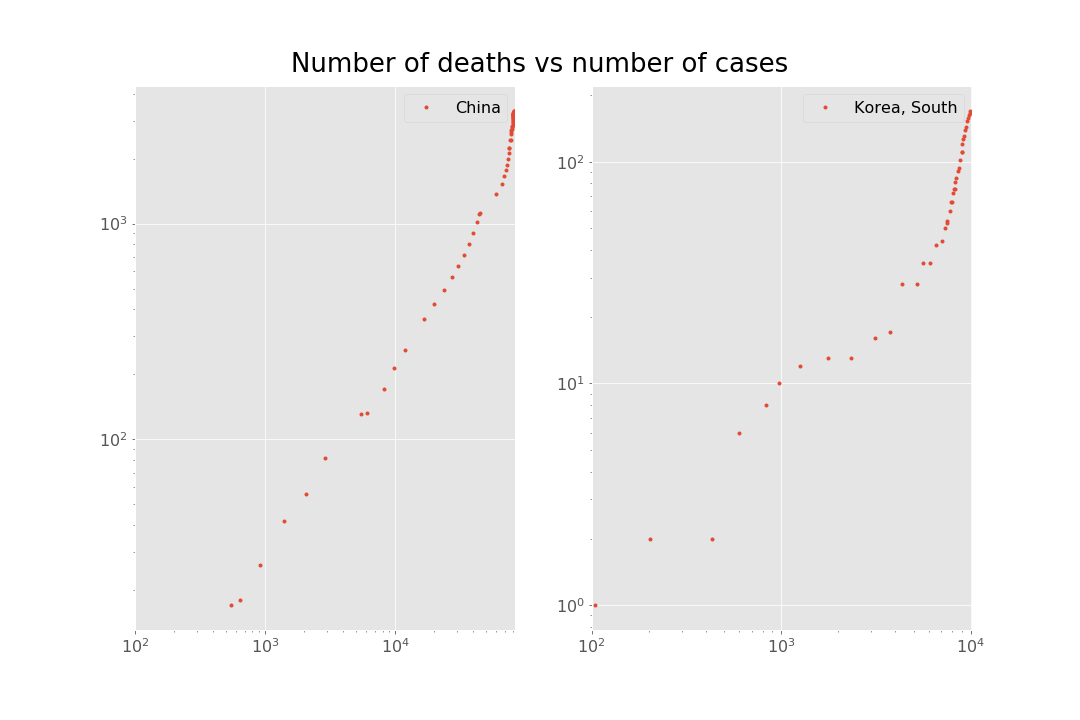 Number of deaths vs number of cases
China
10³
10²
10² 10³ 10⁴
Korea, South
10²
10¹
10⁰
10² 10³ 10⁴